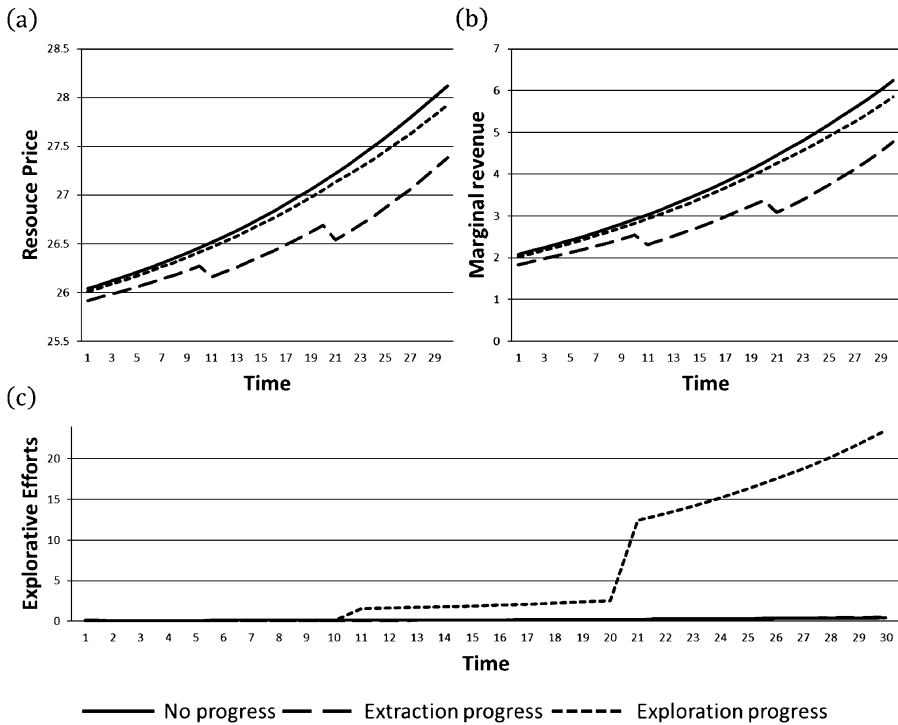 (a)
28.5
28
27.5
27
26.5
26
25.5
Resouce Price
1 3 5 7 9 11 13 15 17 19 21 23 25 27 29
Time
(b)
7
6
5
4
3
2
1
0
Marginal revenue
1 3 5 7 9 11 13 15 17 19 21 23 25 27 29
Time
(c)
20
15
10
5
0
Explorative Efforts
1 2 3 4 5 6 7 8 9 10 11 12 13 14 15 16 17 18 19 20 21 22 23 24 25 26 27 28 29 30
Time
No progress Extraction progress Exploration progress